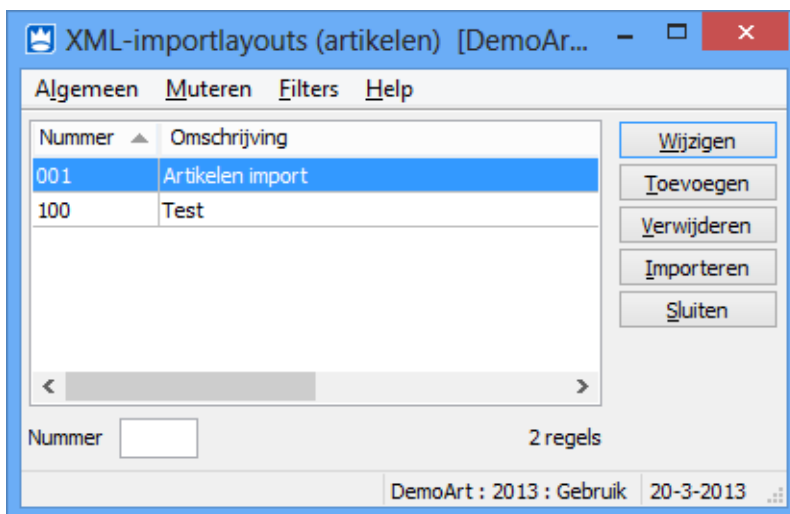 XML-importlayouts (artikelen) [DemoAr...
Algemeen Muteren Filters Help
Nummer Omschrijving
001 Artikelen import
100 Test
Wijzigen
Toevoegen
Verwijderen
Importeren
Sluiten
Nummer 2 regels
DemoArt : 2013 : Gebruik 20-3-2013